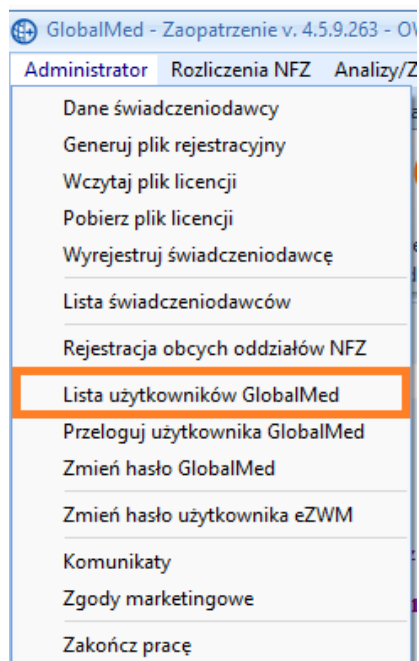 GlobalMed - Zaopatrzenie v. 4.5.9.263 - OW
Administrator Rozliczenia NFZ Analizy/Z
Dane świadczeniodawcy
Generuj plik rejestracyjny
Wczytaj plik licencji
Pobierz plik licencji
Wyrejestruj świadczeniodawcę
Lista świadczeniodawców
Rejestracja obcych oddziałów NFZ
Lista użytkowników GlobalMed
Przeloguj użytkownika GlobalMed
Zmień hasło GlobalMed
Zmień hasło użytkownika eZWM
Komunikaty
Zgody marketingowe
Zakończ pracę